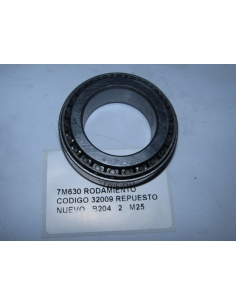 7M630 RODAMIENTO
CODIGO 32009 REPUESTO
NUEVO B204 2 M25